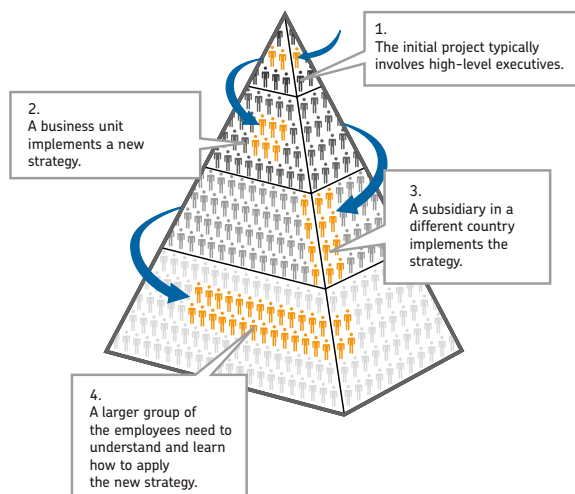 1.
The initial project typically
involves high-level executives.
2.
A business unit
implements a new
strategy.
3.
A subsidiary in a
different country
implements the
strategy.
4.
A larger group of
the employees need to
understand and learn
how to apply
the new strategy.